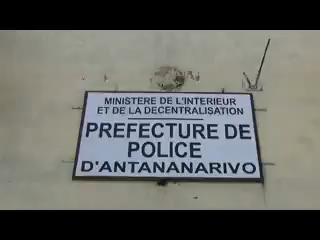 MINISTERE DE L'INTERIEUR
ET DE LA DECENTRALISATION
PREFECTURE DE
POLICE
D'ANTANANARIVO